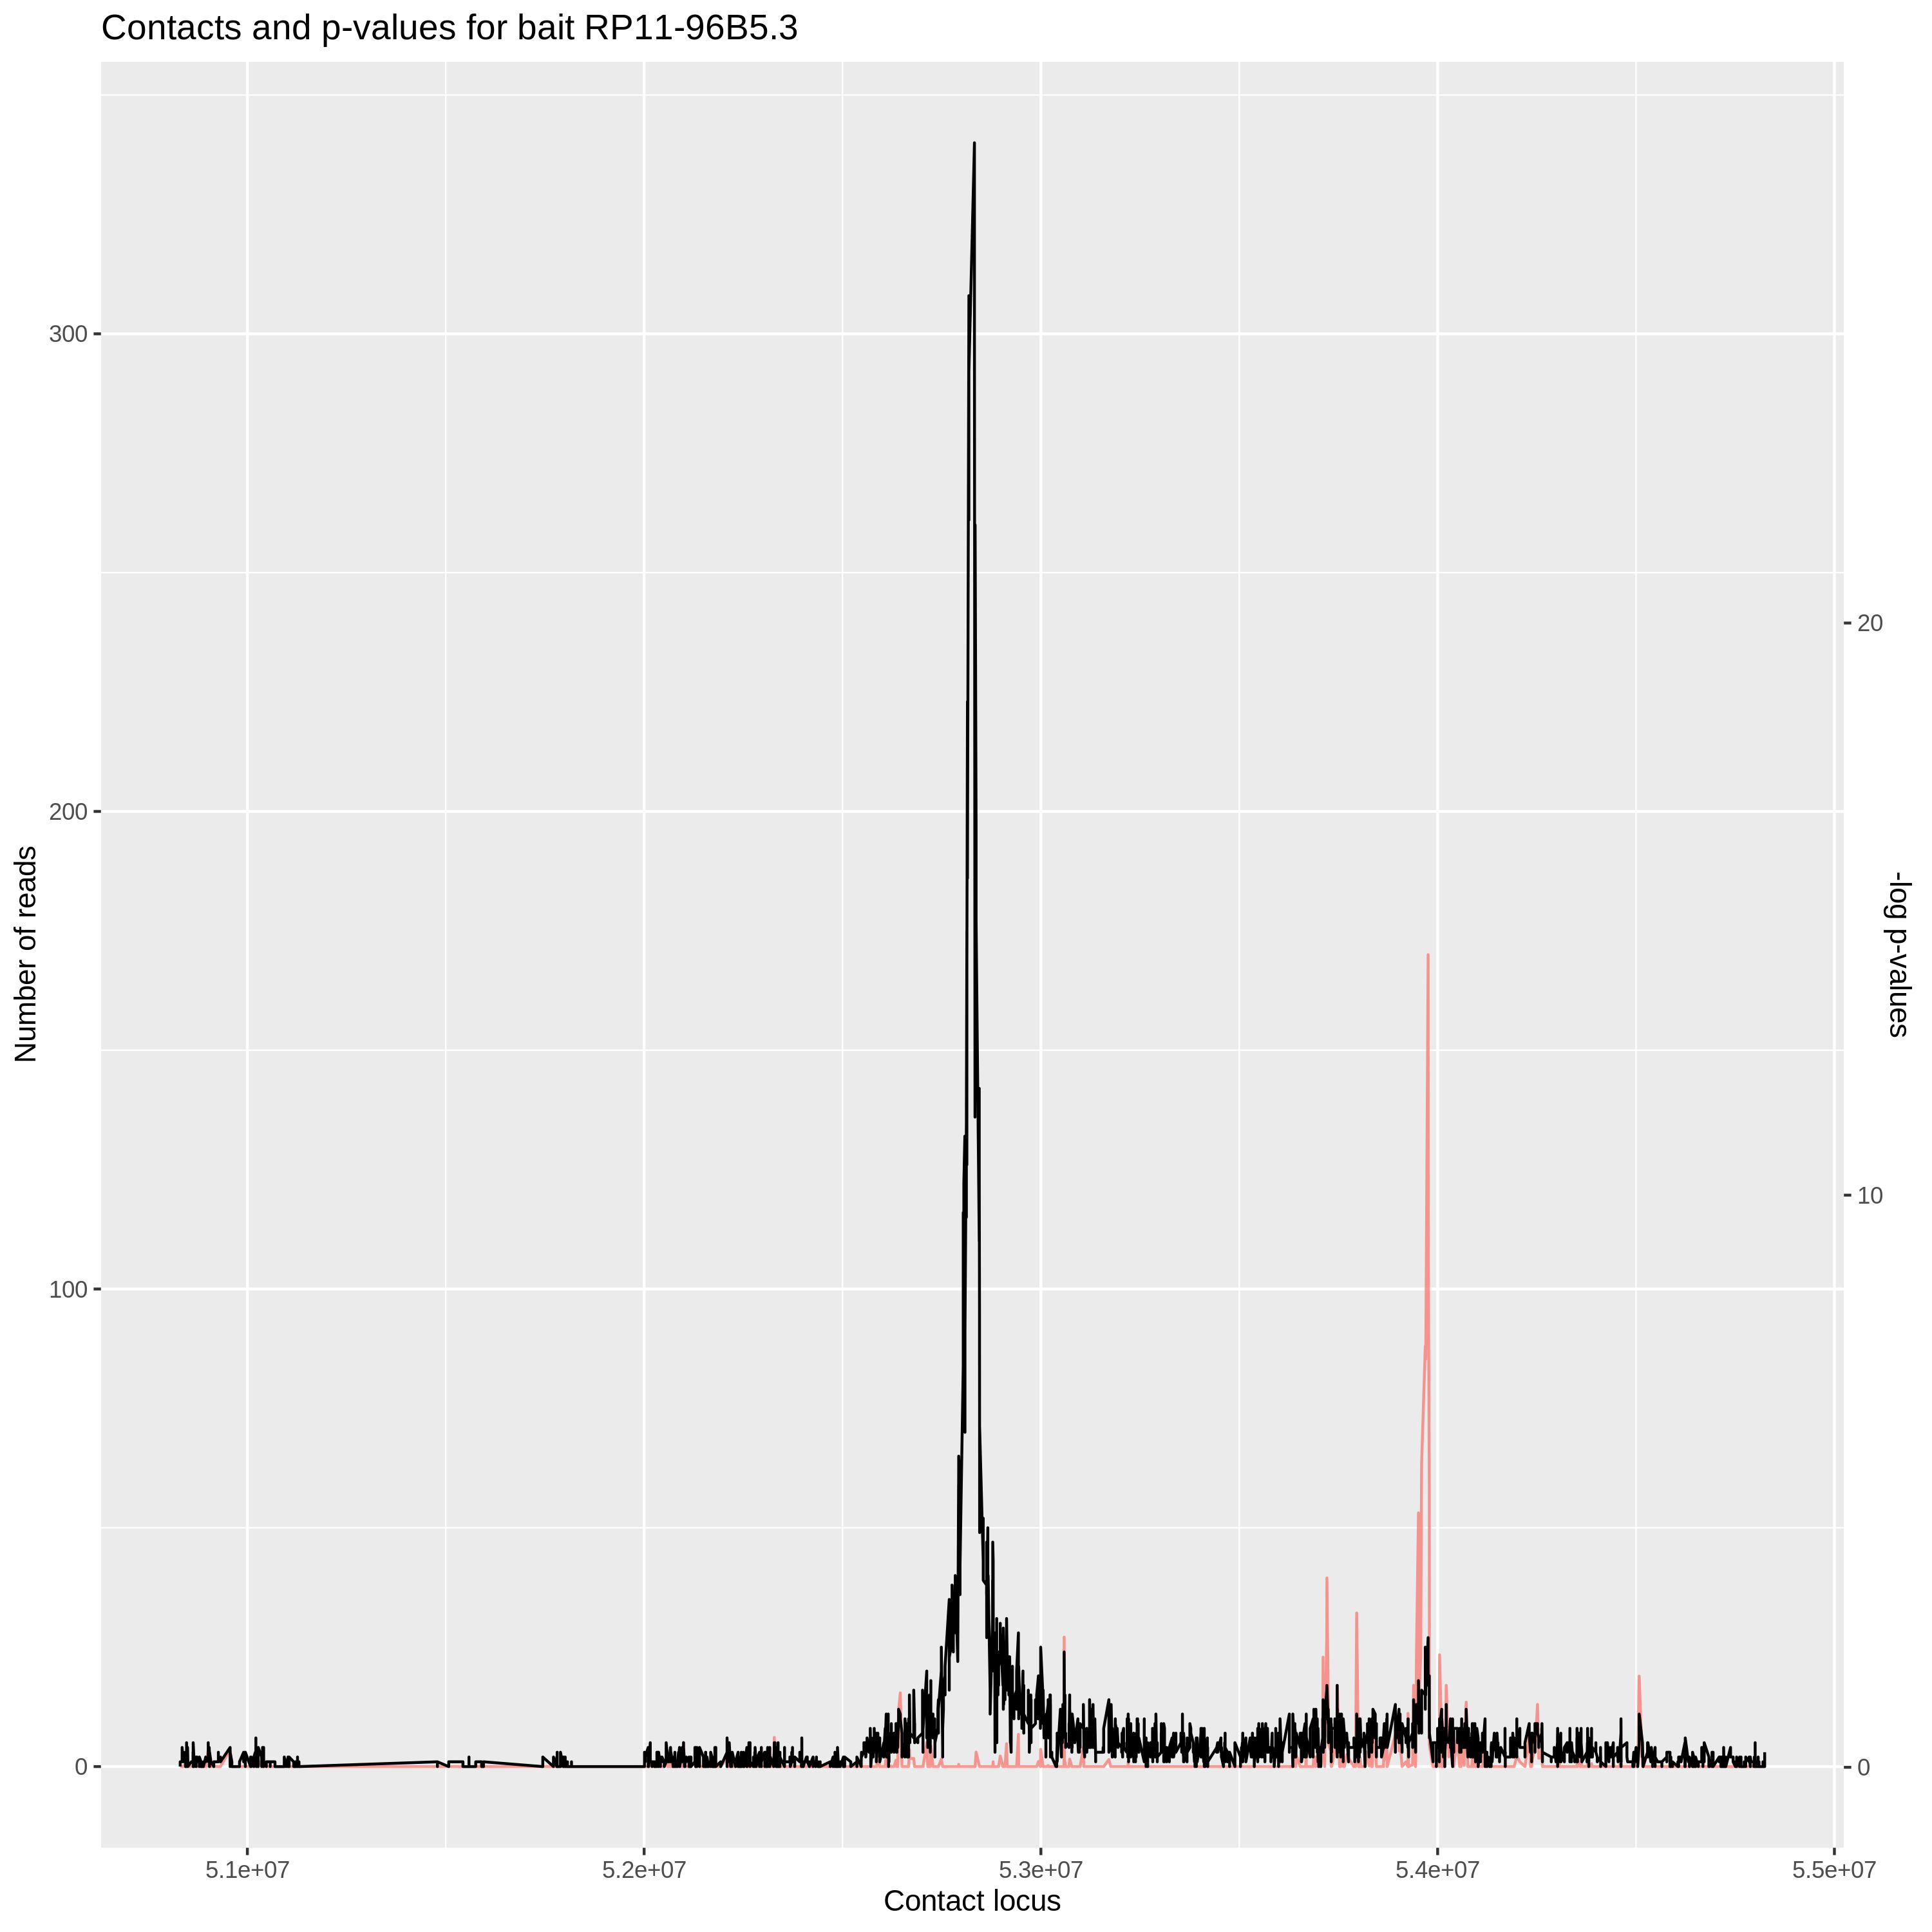 Contacts and p-values for bait RP11-96B5.3
Number of reads
300
200
100
0
20
10
0
-log p-values
5.1e+07
5.2e+07
5.3e+07
5.4e+07
5.5e+07
Contact locus